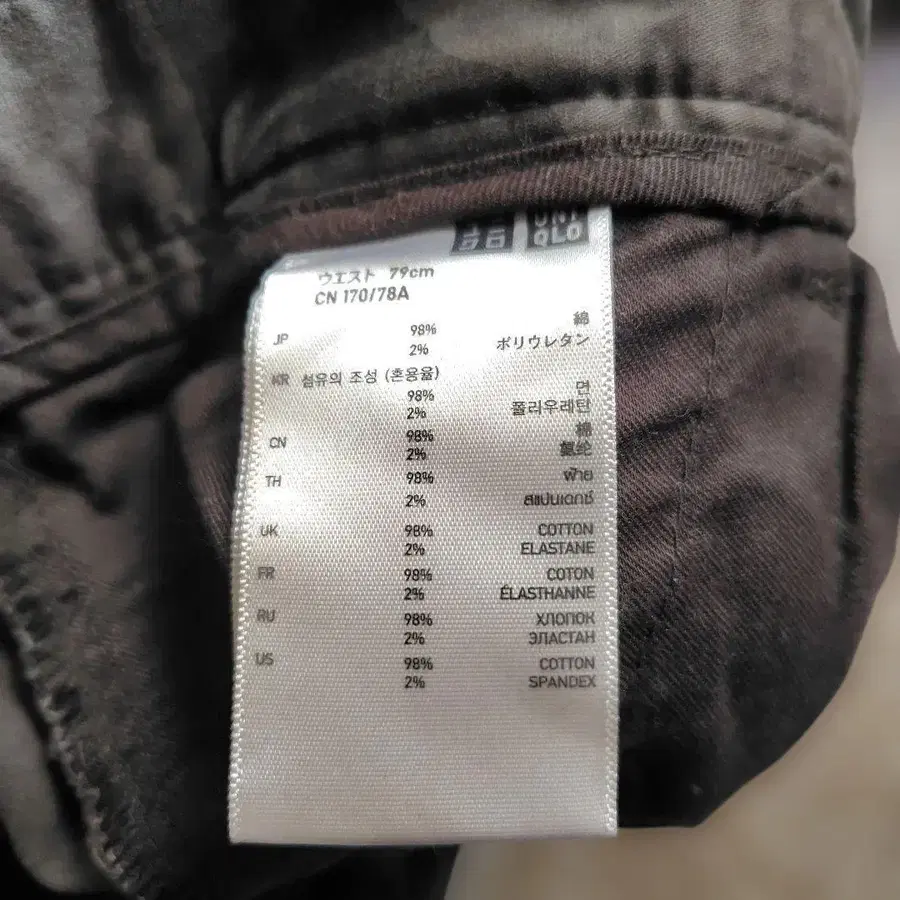 UNI
QLO
ウエスト 79cm
CN 170/78A
JP 98% 綿
2% ポリウレタン
KR 섬유의 조성 (혼용율)
98% 면
2% 폴리우레탄
CN 98% 棉
2% 氨纶
TH 98% ฝ้าย
2% สแปนเดกซ์
UK 98% COTTON
2% ELASTANE
FR 98% COTON
2% ÉLASTHANNE
RU 98% ХЛОПОК
2% ЭЛАСТАН
US 98% COTTON
2% SPANDEX